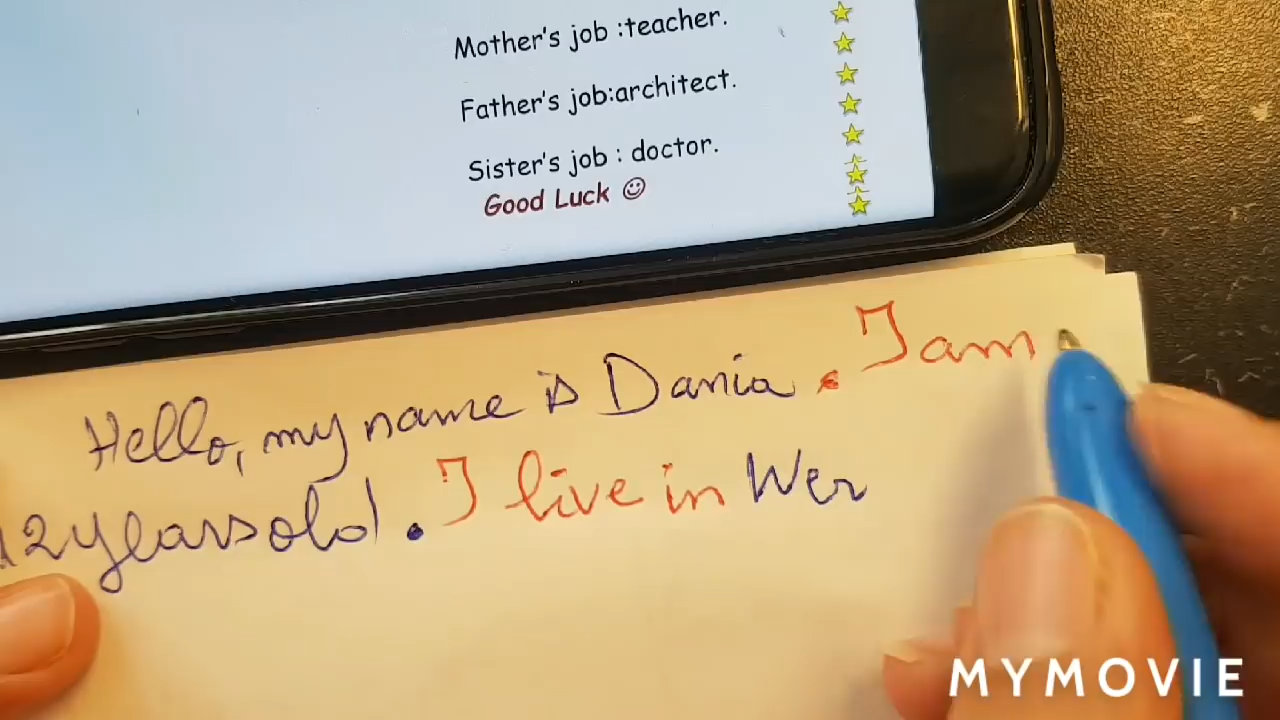 Mother's job :teacher.
Father's job:architect.
Sister's job : doctor.
Good Luck ☺
Hello, my name is Dania. I am
12 years old. I live in Wer
MYMOVIE